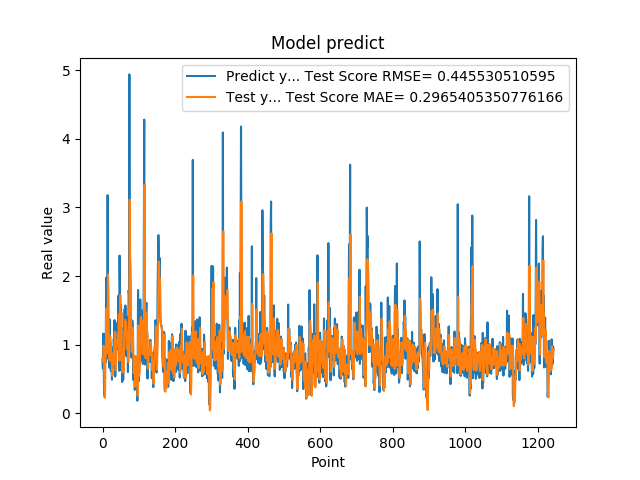 Model predict
Predict y... Test Score RMSE= 0.445530510595
Test y... Test Score MAE= 0.2965405350776166
5
4
3
2
1
0
Real value
0 200 400 600 800 1000 1200
Point